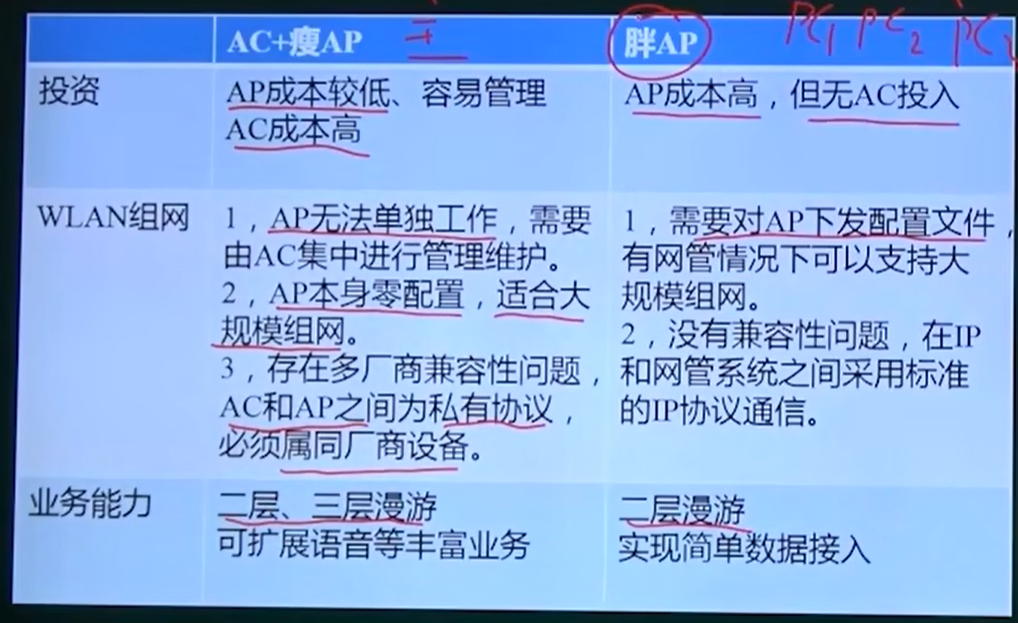 AC+瘦AP
胖AP
PC1 PC2 PC
投资
AP成本较低、容易管理
AC成本高
AP成本高，但无AC投入
WLAN组网
1，AP无法单独工作，需要
由AC集中进行管理维护。
2，AP本身零配置，适合大
规模组网。
3，存在多厂商兼容性问题，
AC和AP之间为私有协议，
必须属同厂商设备。
1，需要对AP下发配置文件，
有网管情况下可以支持大
规模组网。
2，没有兼容性问题，在IP
和网管系统之间采用标准
的IP协议通信。
业务能力
二层、三层漫游
可扩展语音等丰富业务
二层漫游
实现简单数据接入